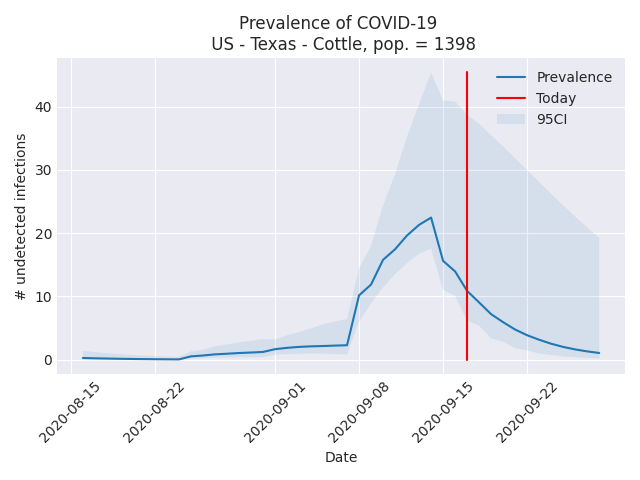 Prevalence of COVID-19
US - Texas - Cottle, pop. = 1398
Prevalence
Today
95CI
# undetected infections
40
30
20
10
0
2020-08-15
2020-08-22
2020-09-01
2020-09-08
2020-09-15
2020-09-22
Date